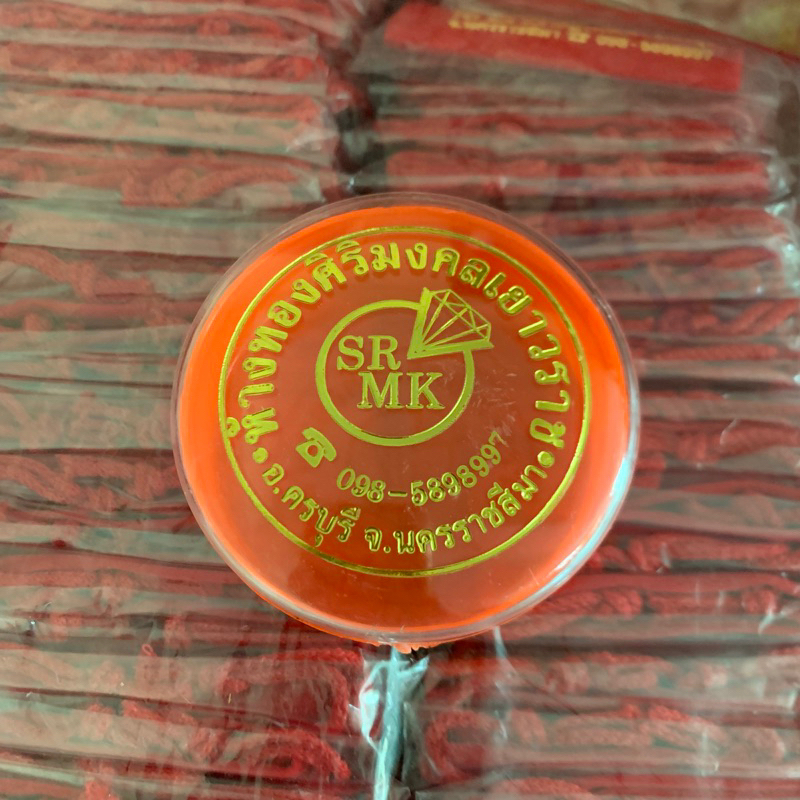 ห้างทองศิริมงคลเยาวราช
SR
MK
☎ 098-5898997
• อ.ครบุรี จ.นครราชสีมา •